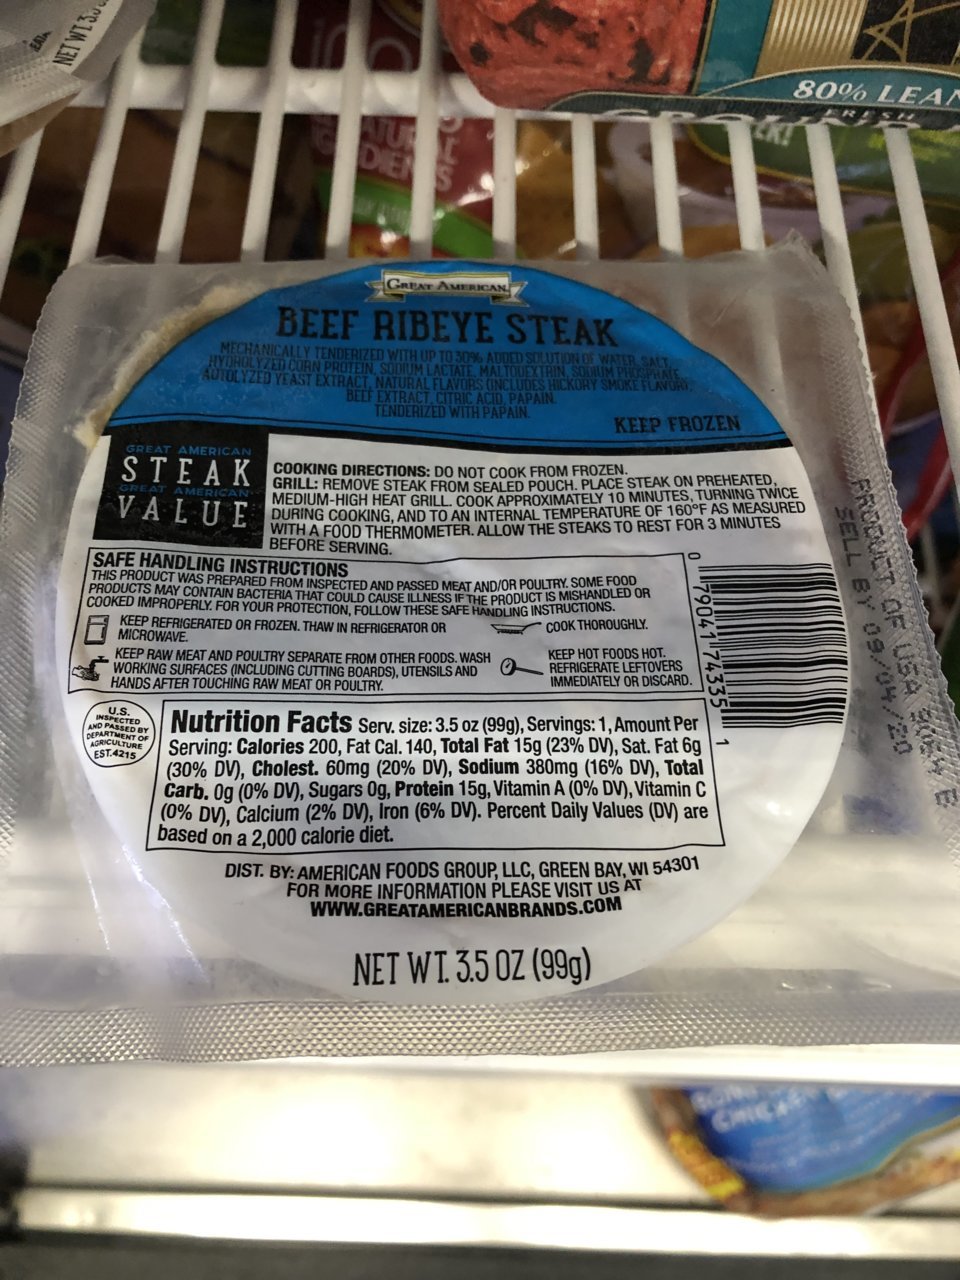 NET WT. 3.5
80% LEAN
FRESH
NATURAL
GREAT AMERICAN
BEEF RIBEYE STEAK
MECHANICALLY TENDERIZED WITH UP TO 30% ADDED SOLUTION OF WATER, SALT,
HYDROLYZED CORN PROTEIN, SODIUM LACTATE, MALTODEXTRIN, SODIUM PHOSPHATE,
AUTOLYZED YEAST EXTRACT, NATURAL FLAVORS (INCLUDES HICKORY SMOKE FLAVOR),
BEEF EXTRACT, CITRIC ACID, PAPAIN.
TENDERIZED WITH PAPAIN.
KEEP FROZEN
GREAT AMERICAN
STEAK
GREAT AMERICAN
VALUE
COOKING DIRECTIONS: DO NOT COOK FROM FROZEN.
GRILL: REMOVE STEAK FROM SEALED POUCH. PLACE STEAK ON PREHEATED,
MEDIUM-HIGH HEAT GRILL. COOK APPROXIMATELY 10 MINUTES, TURNING TWICE
DURING COOKING, AND TO AN INTERNAL TEMPERATURE OF 160°F AS MEASURED
WITH A FOOD THERMOMETER. ALLOW THE STEAKS TO REST FOR 3 MINUTES
BEFORE SERVING.
SAFE HANDLING INSTRUCTIONS
THIS PRODUCT WAS PREPARED FROM INSPECTED AND PASSED MEAT AND/OR POULTRY. SOME FOOD
PRODUCTS MAY CONTAIN BACTERIA THAT COULD CAUSE ILLNESS IF THE PRODUCT IS MISHANDLED OR
COOKED IMPROPERLY. FOR YOUR PROTECTION, FOLLOW THESE SAFE HANDLING INSTRUCTIONS.
KEEP REFRIGERATED OR FROZEN. THAW IN REFRIGERATOR OR
MICROWAVE.
COOK THOROUGHLY.
KEEP RAW MEAT AND POULTRY SEPARATE FROM OTHER FOODS. WASH
WORKING SURFACES (INCLUDING CUTTING BOARDS), UTENSILS AND
HANDS AFTER TOUCHING RAW MEAT OR POULTRY.
KEEP HOT FOODS HOT.
REFRIGERATE LEFTOVERS
IMMEDIATELY OR DISCARD.
0 79041 74335 1
PRODUCT OF USA
SELL BY 09/04/20
U.S.
INSPECTED
AND PASSED BY
DEPARTMENT OF
AGRICULTURE
EST.4215
Nutrition Facts Serv. size: 3.5 oz (99g), Servings: 1, Amount Per
Serving: Calories 200, Fat Cal. 140, Total Fat 15g (23% DV), Sat. Fat 6g
(30% DV), Cholest. 60mg (20% DV), Sodium 380mg (16% DV), Total
Carb. 0g (0% DV), Sugars 0g, Protein 15g, Vitamin A (0% DV), Vitamin C
(0% DV), Calcium (2% DV), Iron (6% DV). Percent Daily Values (DV) are
based on a 2,000 calorie diet.
DIST. BY: AMERICAN FOODS GROUP, LLC, GREEN BAY, WI 54301
FOR MORE INFORMATION PLEASE VISIT US AT
WWW.GREATAMERICANBRANDS.COM
NET WT. 3.5 OZ (99g)